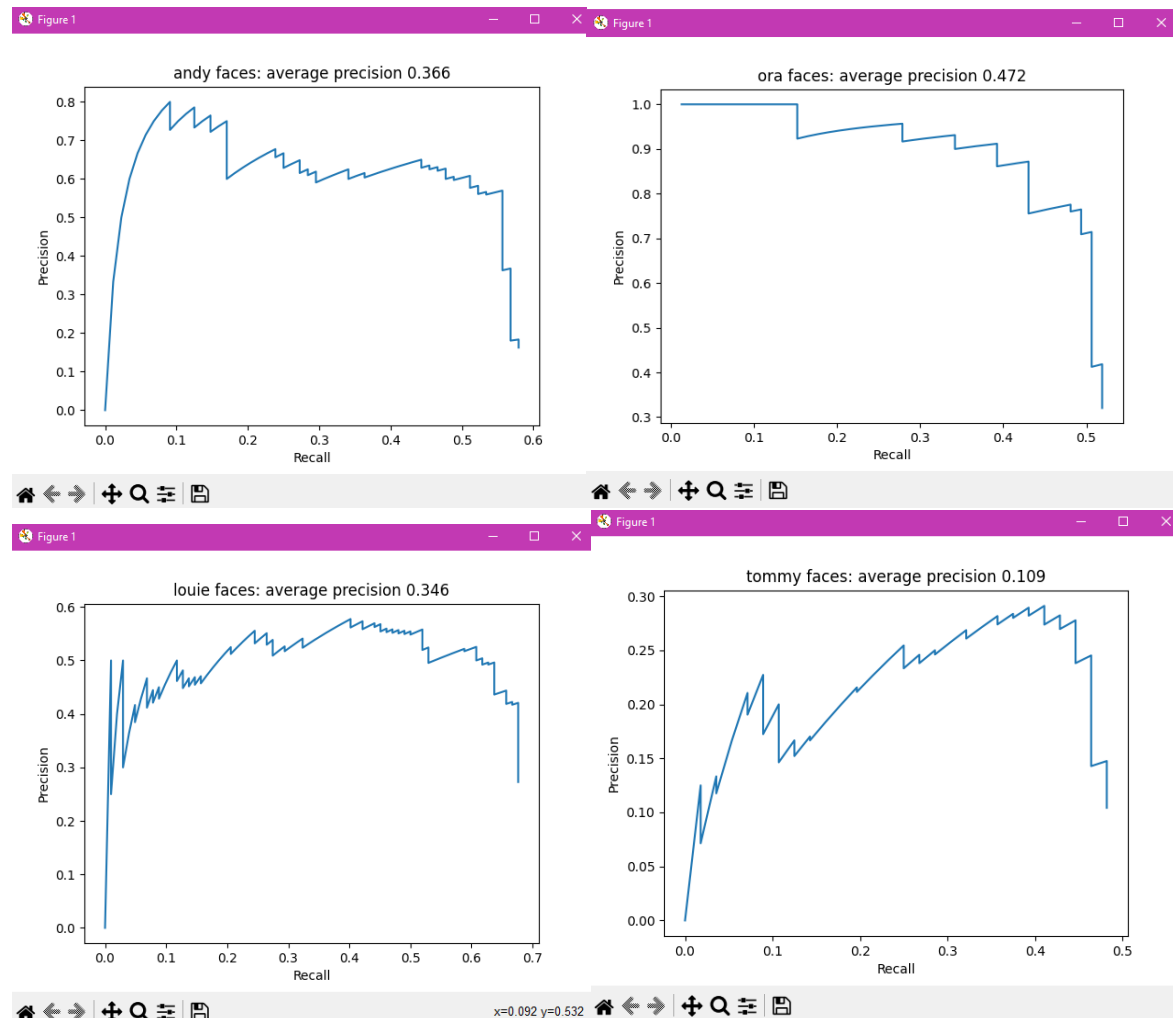 Figure 1
andy faces: average precision 0.366
Precision
0.8
0.7
0.6
0.5
0.4
0.3
0.2
0.1
0.0
0.0 0.1 0.2 0.3 0.4 0.5 0.6
Recall
Figure 1
ora faces: average precision 0.472
Precision
1.0
0.9
0.8
0.7
0.6
0.5
0.4
0.3
0.0 0.1 0.2 0.3 0.4 0.5
Recall
Figure 1
louie faces: average precision 0.346
Precision
0.6
0.5
0.4
0.3
0.2
0.1
0.0
0.0 0.1 0.2 0.3 0.4 0.5 0.6 0.7
Recall
x=0.092 y=0.532
Figure 1
tommy faces: average precision 0.109
Precision
0.30
0.25
0.20
0.15
0.10
0.05
0.00
0.0 0.1 0.2 0.3 0.4 0.5
Recall